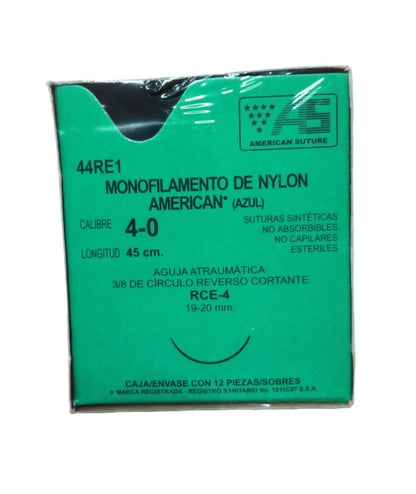 AS
AMERICAN SUTURE
44RE1
MONOFILAMENTO DE NYLON
AMERICAN* (AZUL)
CALIBRE 4-0
LONGITUD 45 cm.
SUTURAS SINTÉTICAS
NO ABSORBIBLES
NO CAPILARES
ESTERILES
AGUJA ATRAUMÁTICA
3/8 DE CÍRCULO REVERSO CORTANTE
RCE-4
19-20 mm.
CAJA/ENVASE CON 12 PIEZAS/SOBRES
* MARCA REGISTRADA - REGISTRO SANITARIO No. 1211C87 S.S.A.